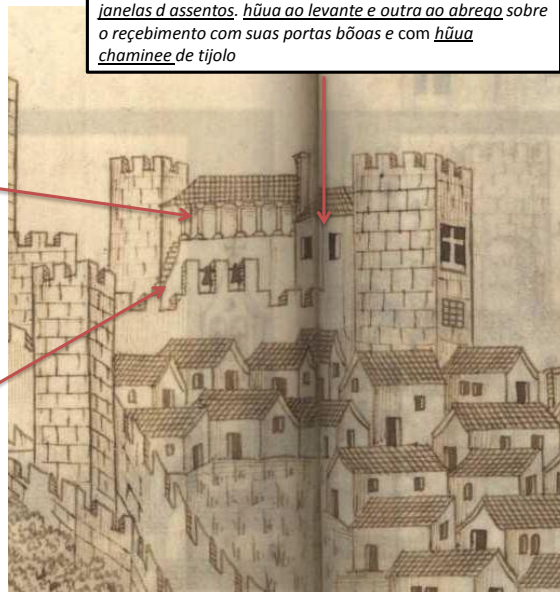 janelas d assentos. hũua ao levante e outra ao abrego sobre
o reçebimento com suas portas bõoas e com hũua
chaminee de tijolo